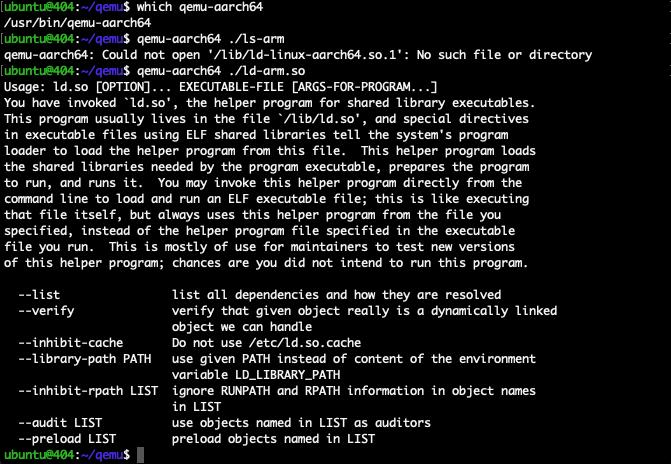 ubuntu@404:~/qemu$ which qemu-aarch64
/usr/bin/qemu-aarch64
ubuntu@404:~/qemu$ qemu-aarch64 ./ls-arm
qemu-aarch64: Could not open '/lib/ld-linux-aarch64.so.1': No such file or directory
ubuntu@404:~/qemu$ qemu-aarch64 ./ld-arm.so
Usage: ld.so [OPTION]... EXECUTABLE-FILE [ARGS-FOR-PROGRAM...]
You have invoked `ld.so', the helper program for shared library executables.
This program usually lives in the file `/lib/ld.so', and special directives
in executable files using ELF shared libraries tell the system's program
loader to load the helper program from this file.  This helper program loads
the shared libraries needed by the program executable, prepares the program
to run, and runs it.  You may invoke this helper program directly from the
command line to load and run an ELF executable file; this is like executing
that file itself, but always uses this helper program from the file you
specified, instead of the helper program file specified in the executable
file you run.  This is mostly of use for maintainers to test new versions
of this helper program; chances are you did not intend to run this program.
  --list                list all dependencies and how they are resolved
  --verify              verify that given object really is a dynamically linked
                        object we can handle
  --inhibit-cache       Do not use /etc/ld.so.cache
  --library-path PATH   use given PATH instead of content of the environment
                        variable LD_LIBRARY_PATH
  --inhibit-rpath LIST  ignore RUNPATH and RPATH information in object names
                        in LIST
  --audit LIST          use objects named in LIST as auditors
  --preload LIST        preload objects named in LIST
ubuntu@404:~/qemu$